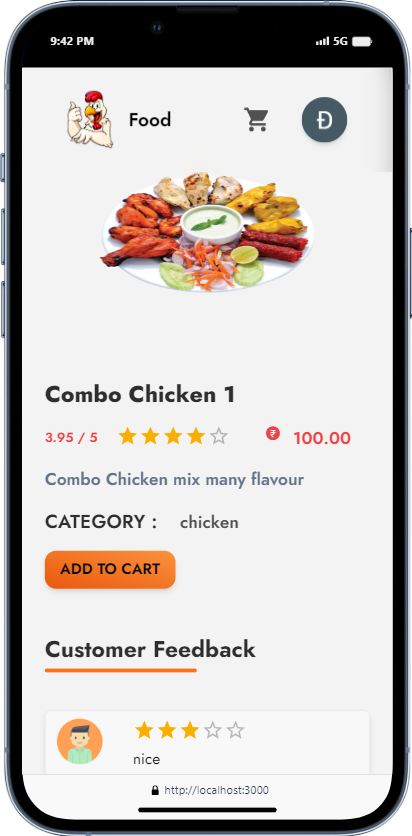 9:42 PM 5G
Food Đ
Combo Chicken 1
3.95 / 5 ₹ 100.00
Combo Chicken mix many flavour
CATEGORY : chicken
ADD TO CART
Customer Feedback
nice
http://localhost:3000